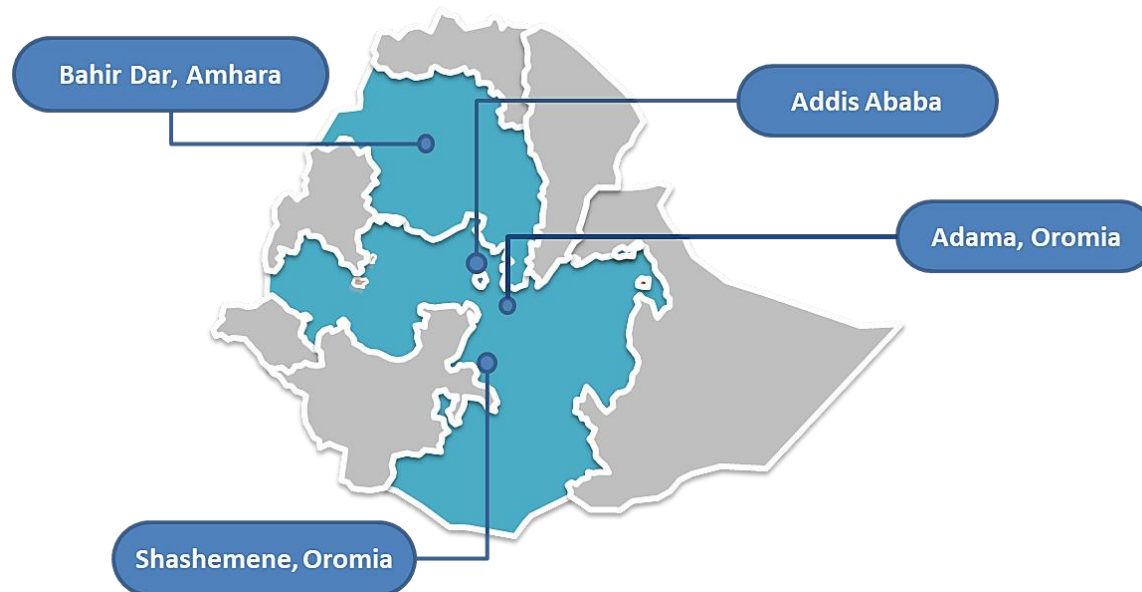 Bahir Dar, Amhara
Addis Ababa
Adama, Oromia
Shashemene, Oromia